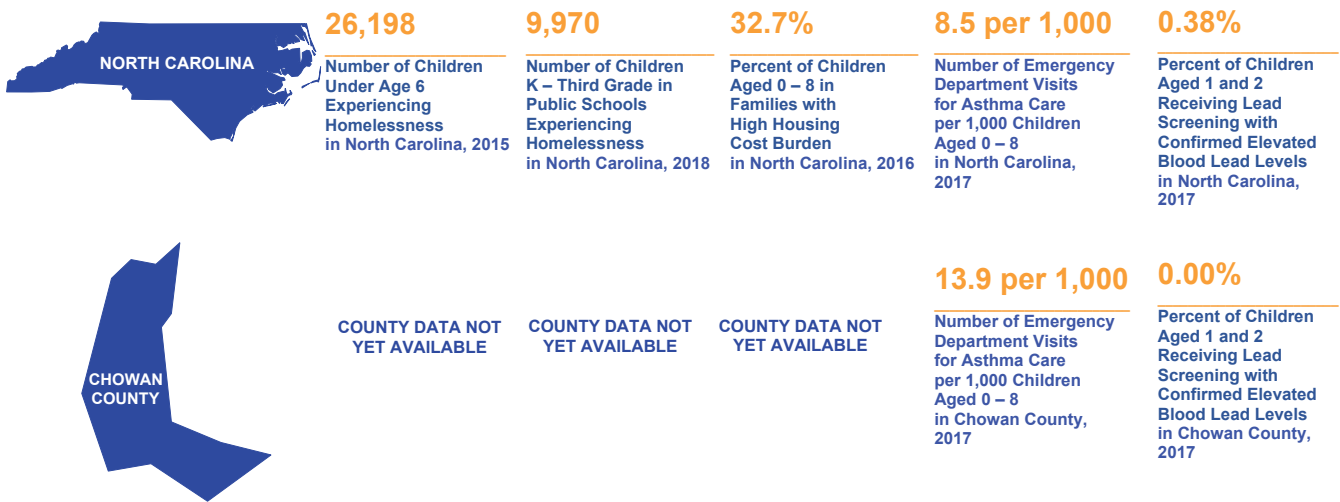 NORTH CAROLINA
26,198
Number of Children
Under Age 6
Experiencing
Homelessness
in North Carolina, 2015
9,970
Number of Children
K – Third Grade in
Public Schools
Experiencing
Homelessness
in North Carolina, 2018
32.7%
Percent of Children
Aged 0 – 8 in
Families with
High Housing
Cost Burden
in North Carolina, 2016
8.5 per 1,000
Number of Emergency
Department Visits
for Asthma Care
per 1,000 Children
Aged 0 – 8
in North Carolina,
2017
0.38%
Percent of Children
Aged 1 and 2
Receiving Lead
Screening with
Confirmed Elevated
Blood Lead Levels
in North Carolina,
2017
CHOWAN
COUNTY
COUNTY DATA NOT
YET AVAILABLE
COUNTY DATA NOT
YET AVAILABLE
COUNTY DATA NOT
YET AVAILABLE
13.9 per 1,000
Number of Emergency
Department Visits
for Asthma Care
per 1,000 Children
Aged 0 – 8
in Chowan County,
2017
0.00%
Percent of Children
Aged 1 and 2
Receiving Lead
Screening with
Confirmed Elevated
Blood Lead Levels
in Chowan County,
2017